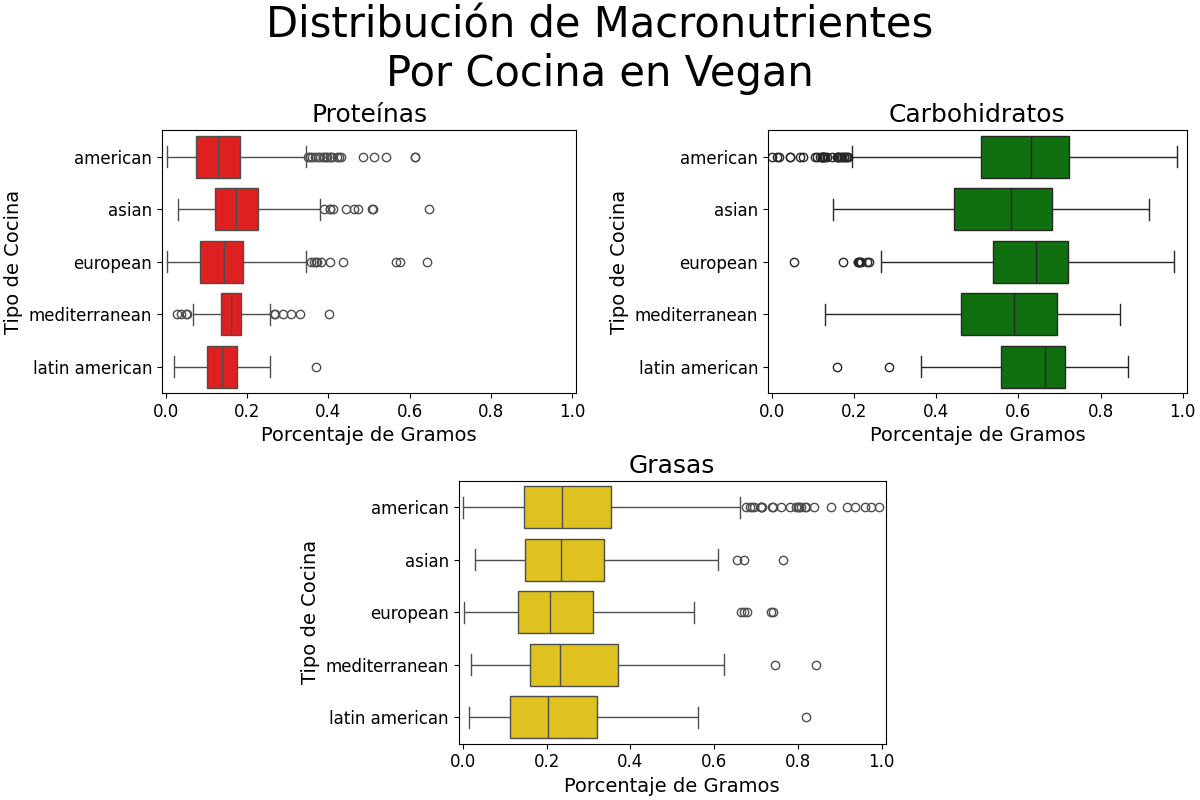 Distribución de Macronutrientes
Por Cocina en Vegan
Proteínas
Tipo de Cocina
american
asian
european
mediterranean
latin american
0.0 0.2 0.4 0.6 0.8 1.0
Porcentaje de Gramos
Carbohidratos
Tipo de Cocina
american
asian
european
mediterranean
latin american
0.0 0.2 0.4 0.6 0.8 1.0
Porcentaje de Gramos
Grasas
Tipo de Cocina
american
asian
european
mediterranean
latin american
0.0 0.2 0.4 0.6 0.8 1.0
Porcentaje de Gramos